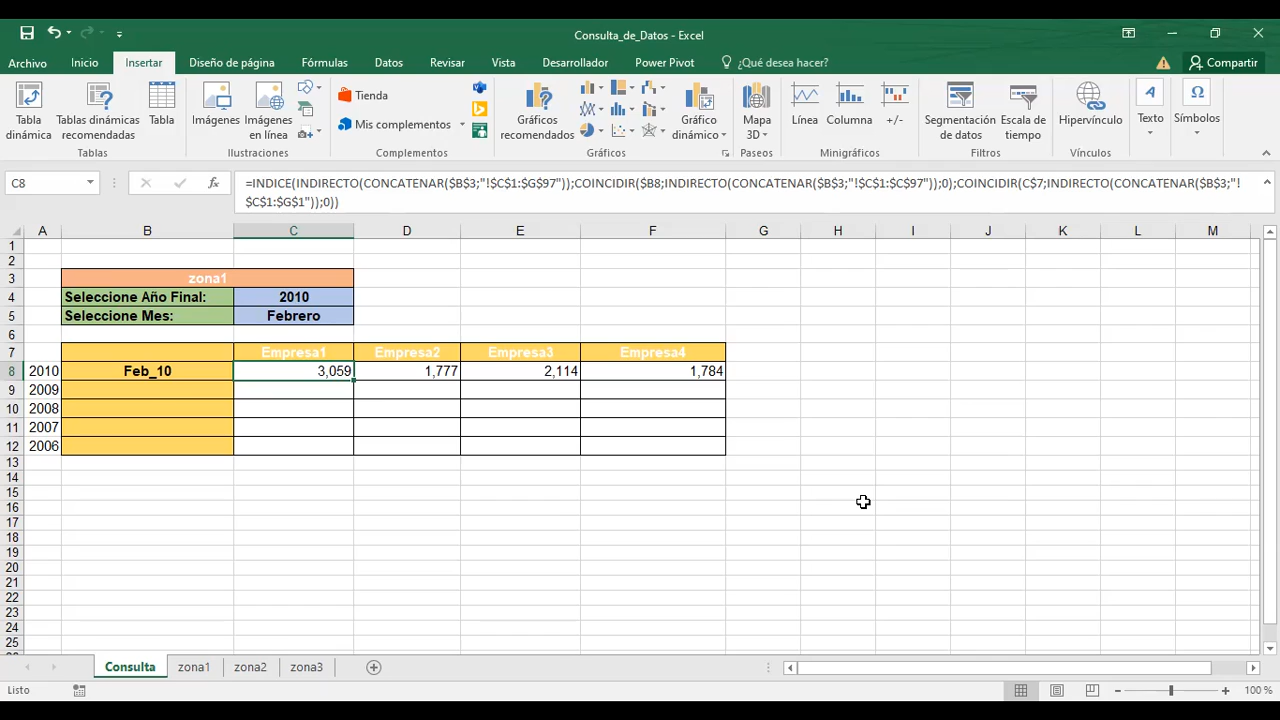 Consulta_de_Datos - Excel
Archivo Inicio Insertar Diseño de página Fórmulas Datos Revisar Vista Desarrollador Power Pivot ¿Qué desea hacer? Compartir
Tabla dinámica
Tablas dinámicas recomendadas
Tabla
Tablas
Imágenes
Imágenes en línea
Ilustraciones
Tienda
Mis complementos
Complementos
Gráficos recomendados
Gráfico dinámico
Gráficos
Mapa 3D
Paseos
Línea
Columna
+/-
Minigráficos
Segmentación de datos
Escala de tiempo
Filtros
Hipervínculo
Vínculos
Texto
Símbolos
C8
fx
=INDICE(INDIRECTO(CONCATENAR($B$3;"!$C$1:$G$97"));COINCIDIR($B8;INDIRECTO(CONCATENAR($B$3;"!$C$1:$C$97"));0);COINCIDIR(C$7;INDIRECTO(CONCATENAR($B$3;"!
$C$1:$G$1"));0))
A B C D E F G H I J K L M
1
2
3 zona1
4 Seleccione Año Final: 2010
5 Seleccione Mes: Febrero
6
7 Empresa1 Empresa2 Empresa3 Empresa4
8 2010 Feb_10 3,059 1,777 2,114 1,784
9 2009
10 2008
11 2007
12 2006
13
14
15
16
17
18
19
20
21
22
23
24
25
Consulta zona1 zona2 zona3
Listo 100 %